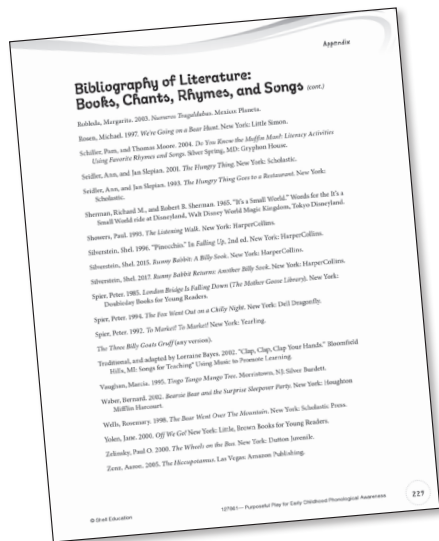 Appendix
Bibliography of Literature:
Books, Chants, Rhymes, and Songs (cont.)
Robleda, Margarita. 2003. Numeros Tragaldabas. Mexico: Planeta.
Rosen, Michael. 1997. We're Going on a Bear Hunt. New York: Little Simon.
Schiller, Pam, and Thomas Moore. 2004. Do You Know the Muffin Man?: Literacy Activities
Using Favorite Rhymes and Songs. Silver Spring, MD: Gryphon House.
Seidler, Ann, and Jan Slepian. 2001. The Hungry Thing. New York: Scholastic.
Seidler, Ann, and Jan Slepian. 1993. The Hungry Thing Goes to a Restaurant. New York:
Scholastic.
Sherman, Richard M., and Robert B. Sherman. 1965. "It's a Small World." Words for the It's a
Small World ride at Disneyland, Walt Disney World Magic Kingdom, Tokyo Disneyland.
Showers, Paul. 1993. The Listening Walk. New York: HarperCollins.
Silverstein, Shel. 1996. "Pinocchio." In Falling Up, 2nd ed. New York: HarperCollins.
Silverstein, Shel. 2015. Runny Babbit: A Billy Sook. New York: HarperCollins.
Silverstein, Shel. 2017. Runny Babbit Returns: Another Billy Sook. New York: HarperCollins.
Spier, Peter. 1985. London Bridge Is Falling Down (The Mother Goose Library). New York:
Doubleday Books for Young Readers.
Spier, Peter. 1994. The Fox Went Out on a Chilly Night. New York: Dell Dragonfly.
Spier, Peter. 1992. To Market! To Market! New York: Yearling.
The Three Billy Goats Gruff (any version).
Traditional, and adapted by Lorraine Bayes. 2002. "Clap, Clap, Clap Your Hands." Bloomfield
Hills, MI: Songs for Teaching® Using Music to Promote Learning.
Vaughan, Marcia. 1995. Tingo Tango Mango Tree. Morristown, NJ: Silver Burdett.
Weber, Bernard. 2002. Bearsie Bear and the Surprise Sleepover Party. New York: Houghton
Mifflin Harcourt.
Wells, Rosemary. 1998. The Bear Went Over The Mountain. New York: Scholastic Press.
Yolen, Jane. 2000. Off We Go! New York: Little, Brown Books for Young Readers.
Zelinsky, Paul O. 2000. The Wheels on the Bus. New York: Dutton Juvenile.
Zenz, Aaron. 2005. The Hiccupotamus. Las Vegas: Amazon Publishing.
© Shell Education
107961—Purposeful Play for Early Childhood Phonological Awareness
229